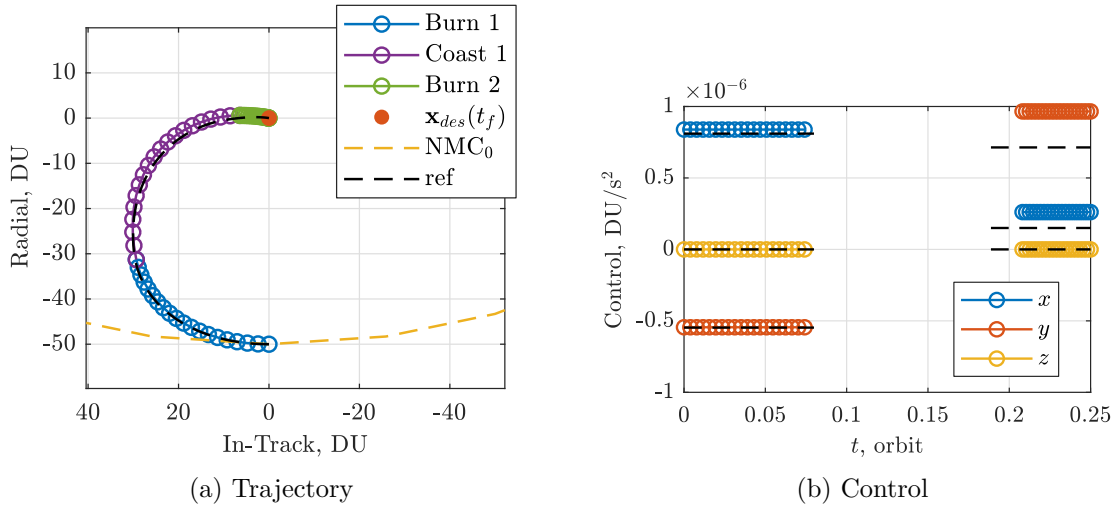 Burn 1
Coast 1
Burn 2
x_des(t_f)
NMC_0
ref
10
0
-10
-20
-30
-40
-50
Radial, DU
40
20
0
-20
-40
In-Track, DU
(a) Trajectory
×10^-6
1
0.5
0
-0.5
-1
Control, DU/s^2
x
y
z
0
0.05
0.1
0.15
0.2
0.25
t, orbit
(b) Control